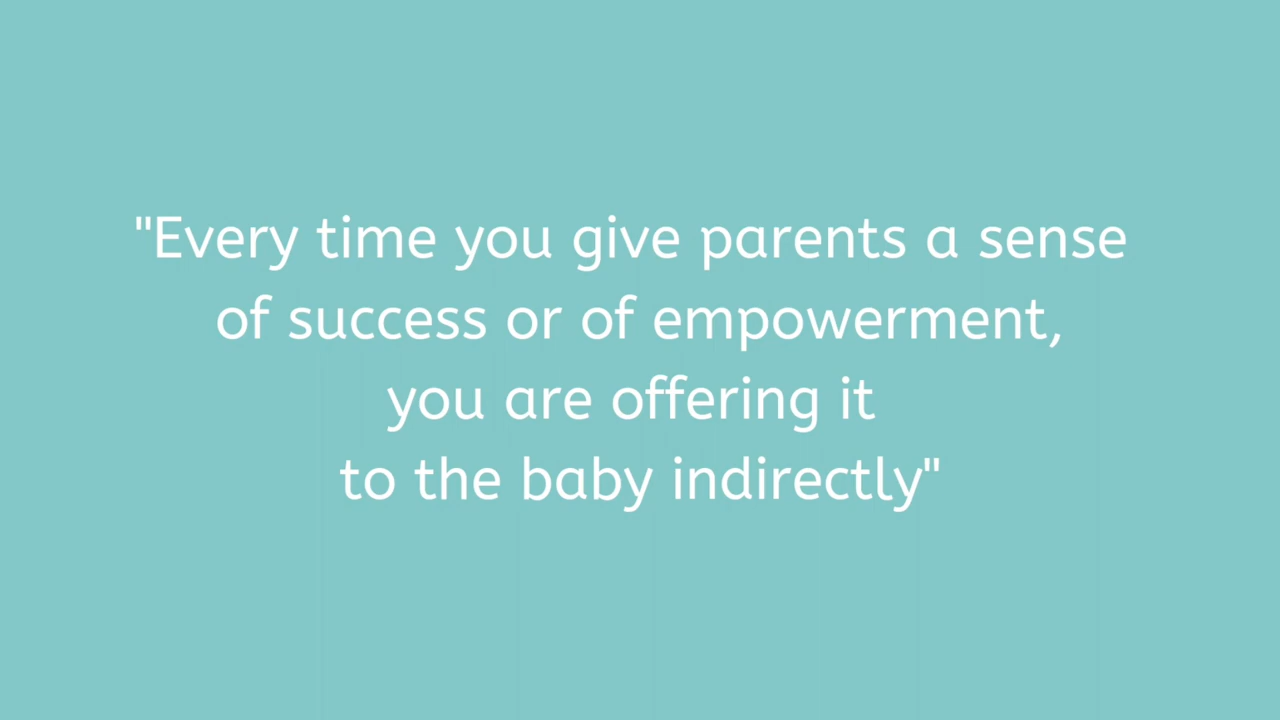 "Every time you give parents a sense
of success or of empowerment,
you are offering it
to the baby indirectly"